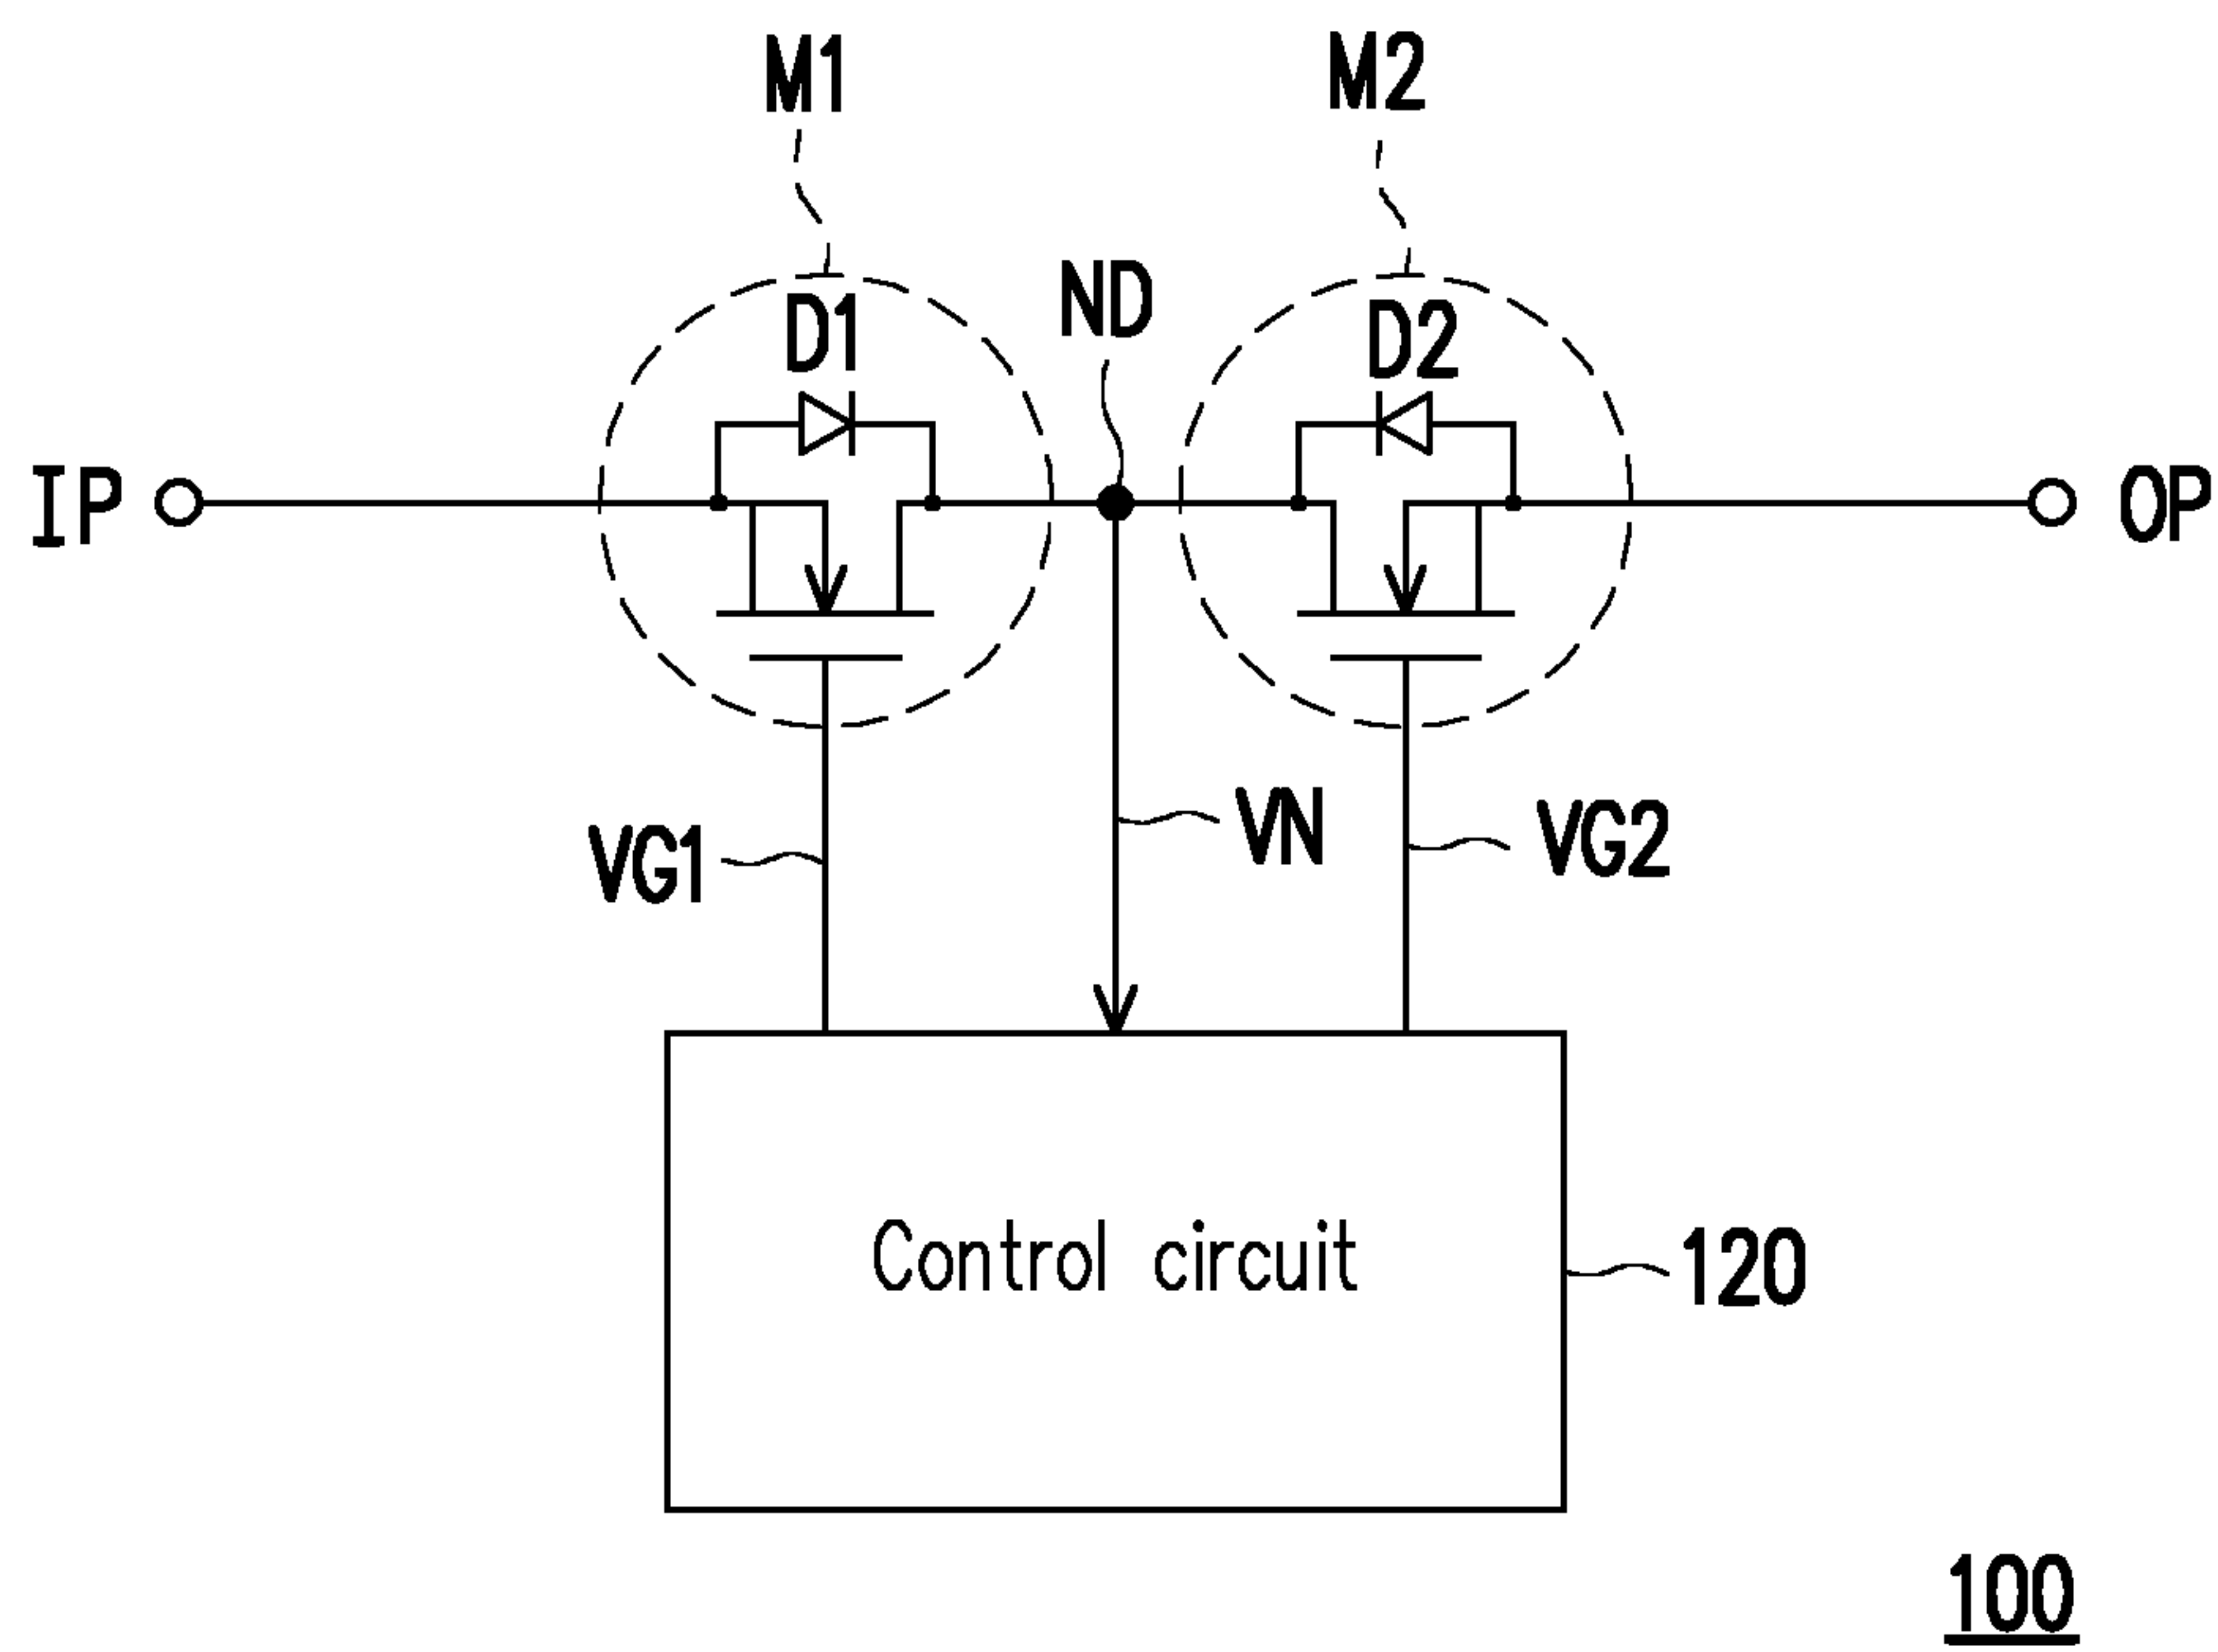 M1
M2
ND
D1
D2
IP
OP
VG1
VN
VG2
Control circuit
120
100